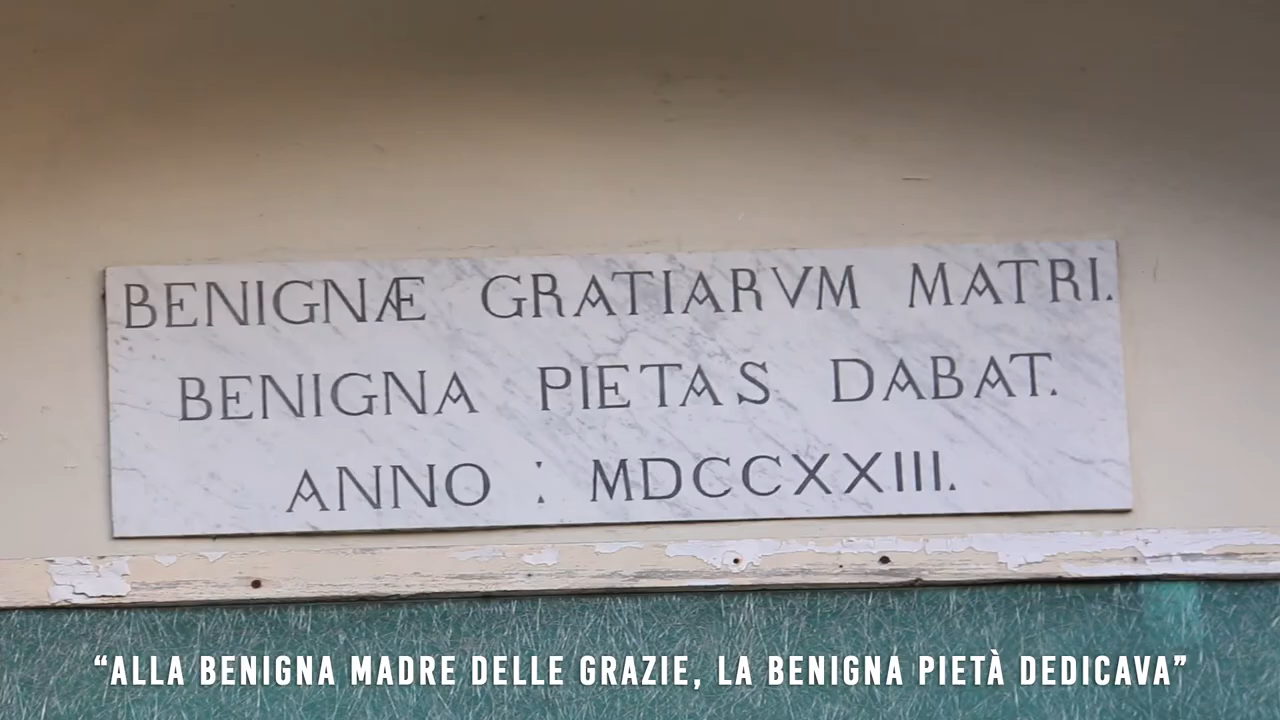 BENIGNÆ GRATIARVM MATRI.
BENIGNA PIETAS DABAT.
ANNO : MDCCXXIII.
“ALLA BENIGNA MADRE DELLE GRAZIE, LA BENIGNA PIETÀ DEDICAVA”